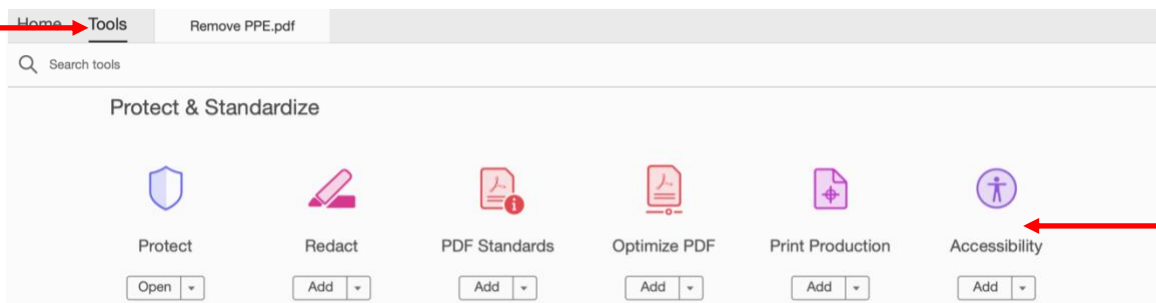 Home Tools Remove PPE.pdf
Search tools
Protect & Standardize
Protect Redact PDF Standards Optimize PDF Print Production Accessibility
Open Add Add Add Add Add